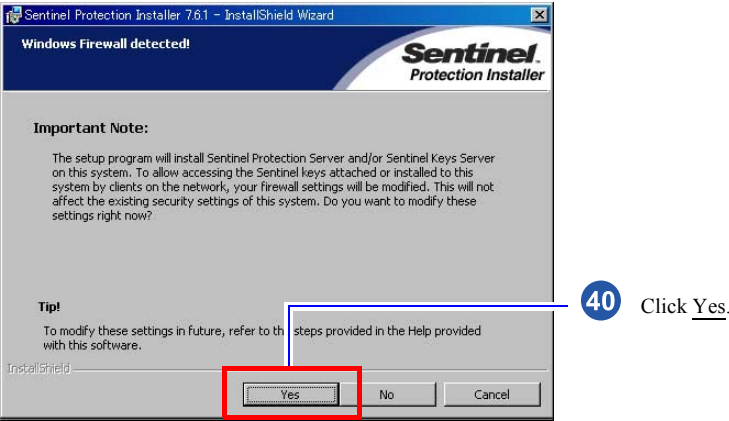 Sentinel Protection Installer 7.6.1 - InstallShield Wizard
Windows Firewall detected!
Sentinel.
Protection Installer
Important Note:
The setup program will install Sentinel Protection Server and/or Sentinel Keys Server
on this system. To allow accessing the Sentinel keys attached or installed to this
system by clients on the network, your firewall settings will be modified. This will not
affect the existing security settings of this system. Do you want to modify these
settings right now?
Tip!
To modify these settings in future, refer to the steps provided in the Help provided
with this software.
InstallShield
Yes
No
Cancel
40 Click Yes.